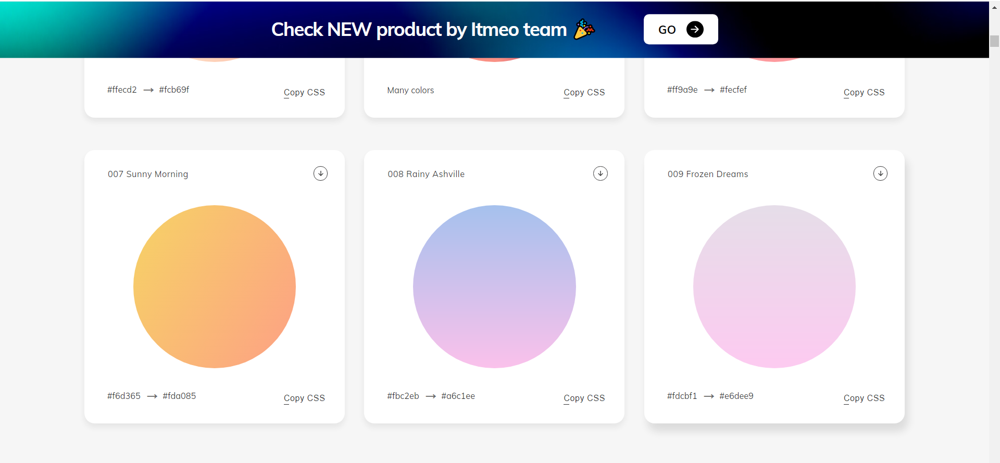 Check NEW product by Itmeo team
GO
#ffecd2 → #fcb69f
Copy CSS
Many colors
Copy CSS
#ff9a9e → #fecfef
Copy CSS
007 Sunny Morning
008 Rainy Ashville
009 Frozen Dreams
#f6d365 → #fda085
Copy CSS
#fbc2eb → #a6c1ee
Copy CSS
#fdcbf1 → #e6dee9
Copy CSS